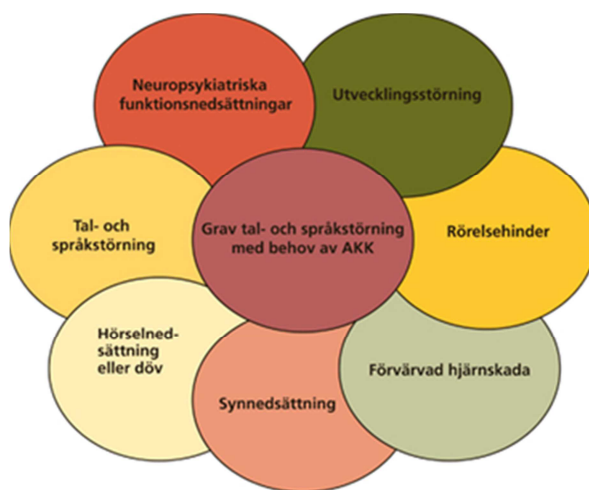 Neuropsykiatriska
funktionsnedsättningar
Utvecklingsstörning
Tal- och
språkstörning
Grav tal- och språkstörning
med behov av AKK
Rörelsehinder
Hörselned-
sättning
eller döv
Synnedsättning
Förvärvad hjärnskada